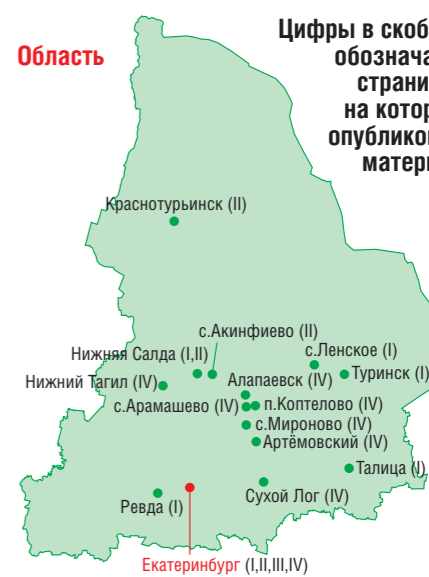 Область
Цифры в скоб
обознача
страни
на котор
опубликов
матери
Краснотурьинск (II)
с.Акинфиево (II)
Нижняя Салда (I,II)
с.Ленское (I)
Нижний Тагил (IV)
Алапаевск (IV)
Туринск (I)
с.Арамашево (IV)
п.Коптелово (IV)
с.Мироново (IV)
Артёмовский (IV)
Талица (I)
Ревда (I)
Сухой Лог (IV)
Екатеринбург (I,II,III,IV)